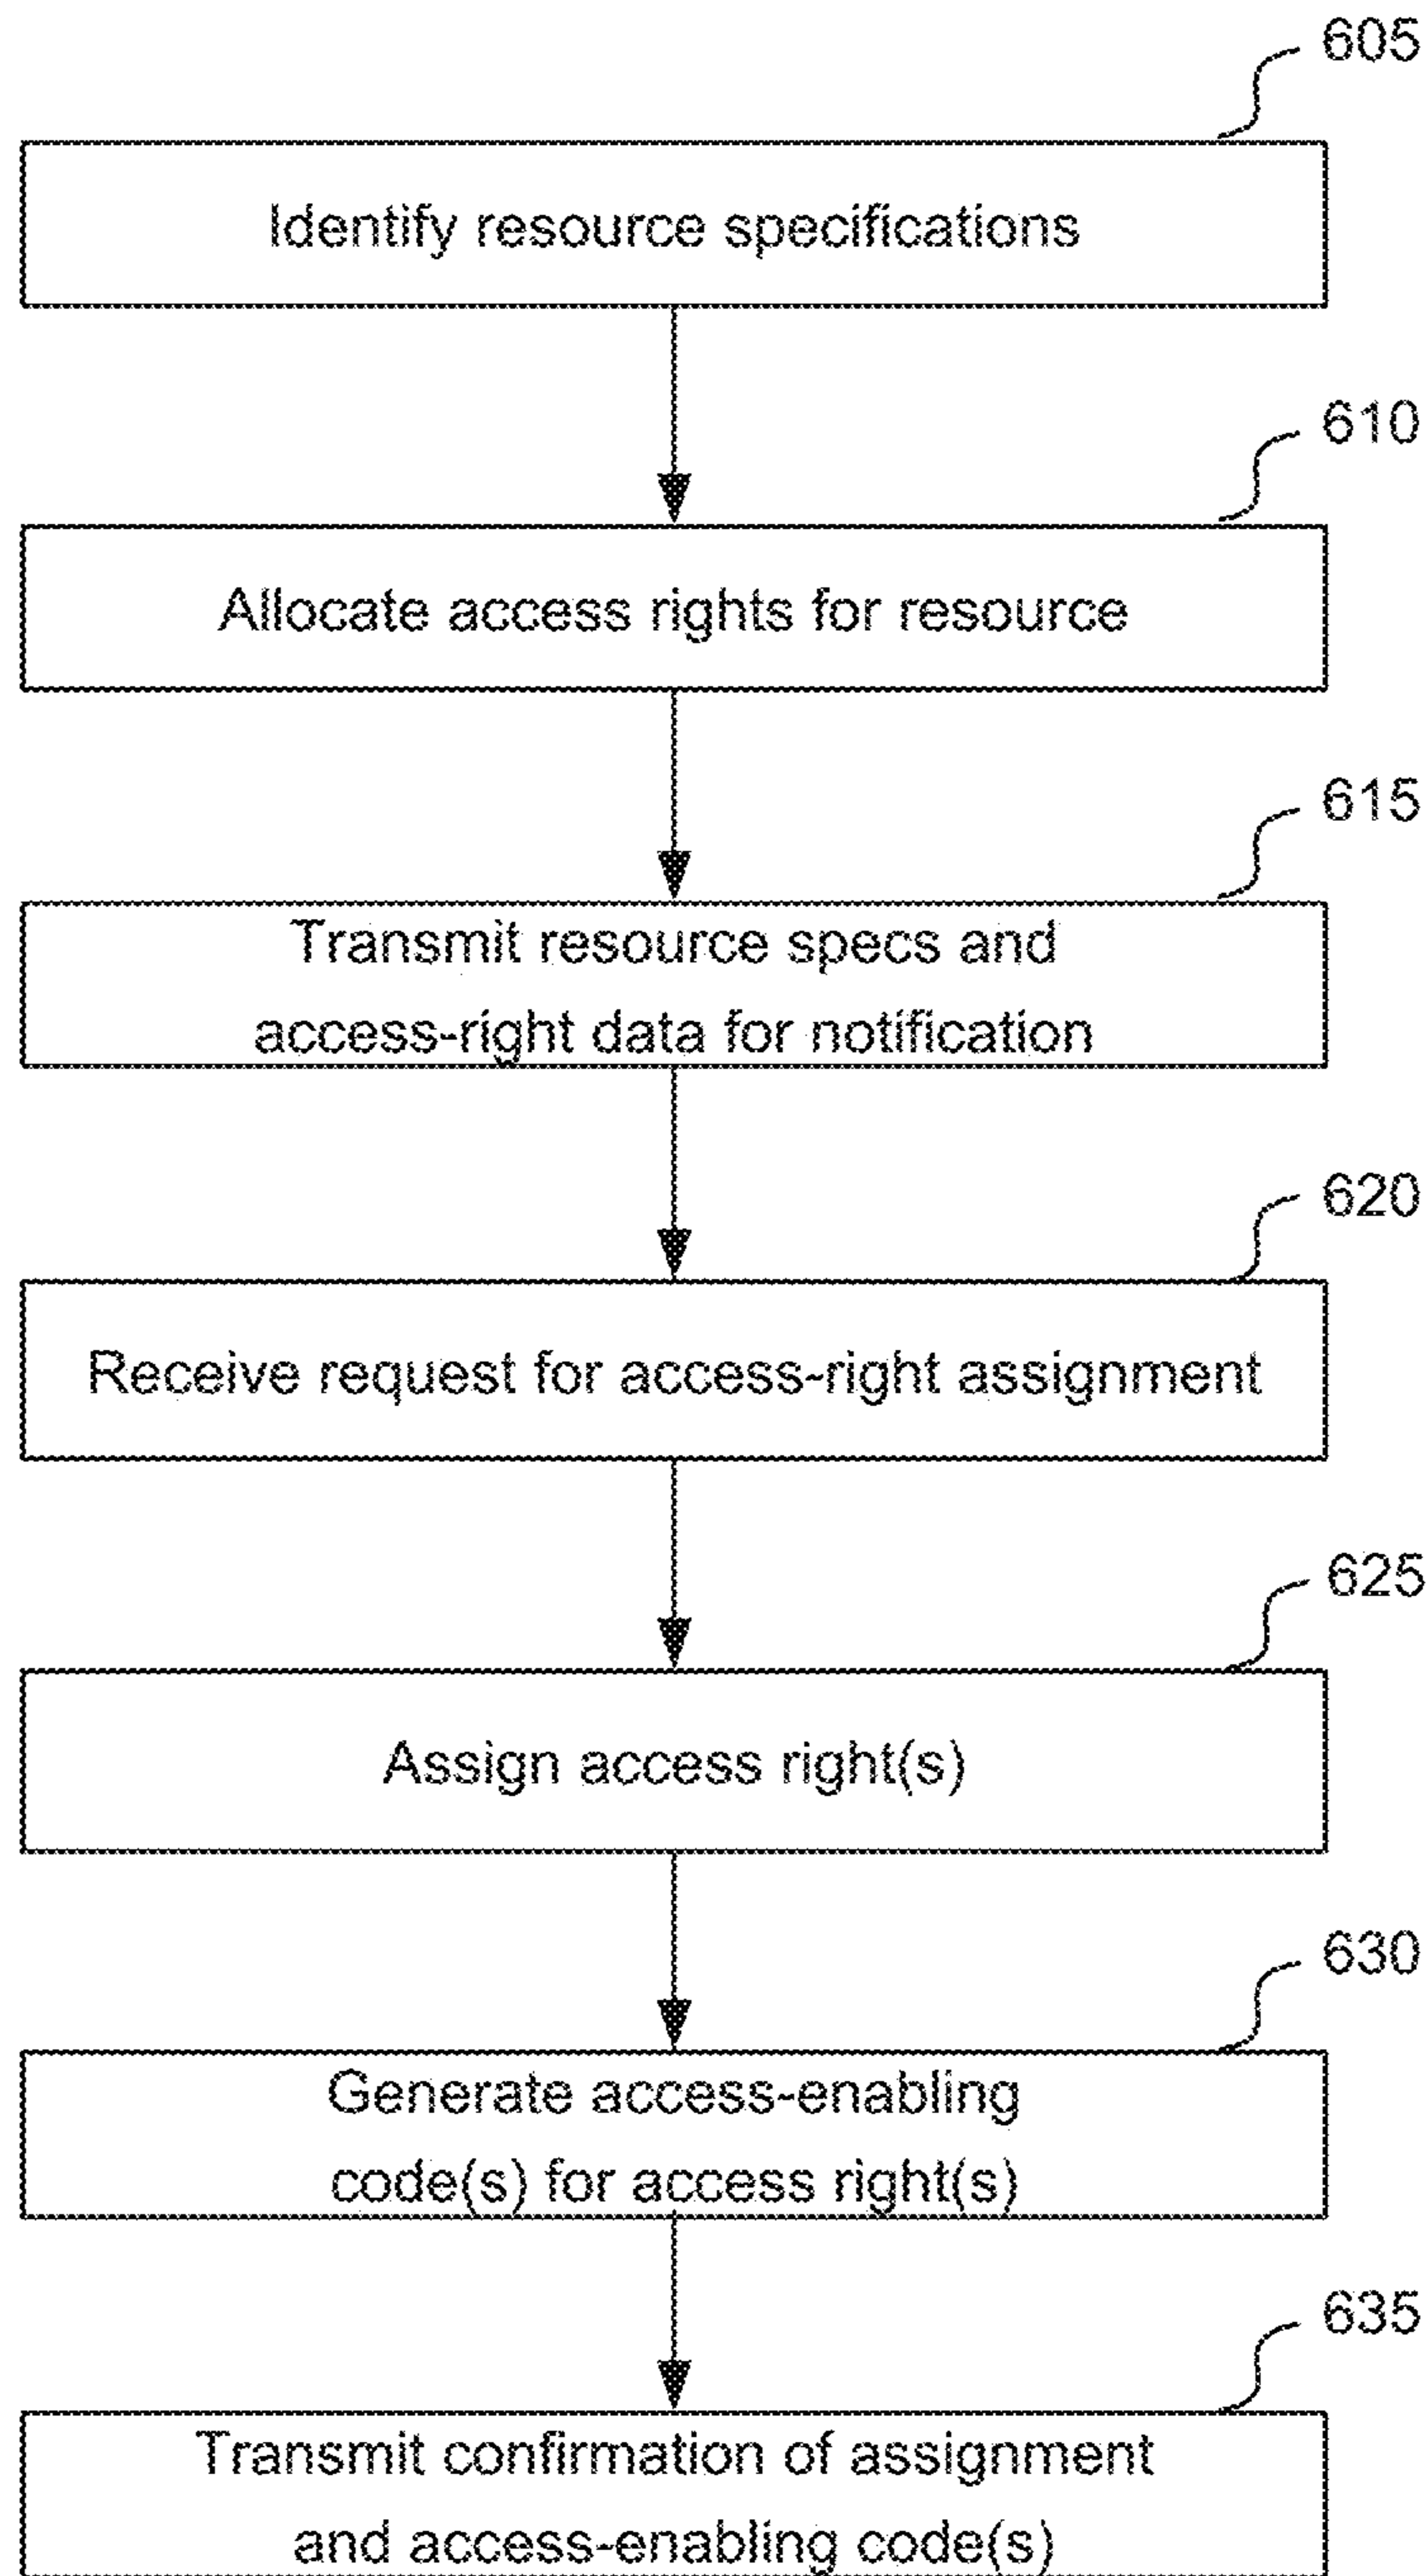 605
Identify resource specifications
610
Allocate access rights for resource
615
Transmit resource specs and
access-right data for notification
620
Receive request for access-right assignment
625
Assign access right(s)
630
Generate access-enabling
code(s) for access right(s)
635
Transmit confirmation of assignment
and access-enabling code(s)